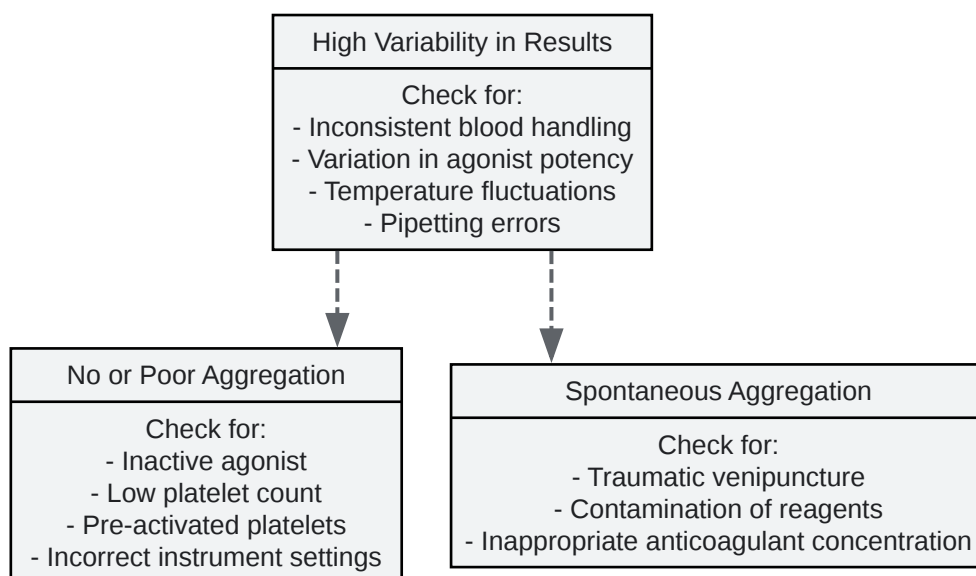 High Variability in Results
Check for:
- Inconsistent blood handling
- Variation in agonist potency
- Temperature fluctuations
- Pipetting errors
No or Poor Aggregation
Check for:
- Inactive agonist
- Low platelet count
- Pre-activated platelets
- Incorrect instrument settings
Spontaneous Aggregation
Check for:
- Traumatic venipuncture
- Contamination of reagents
- Inappropriate anticoagulant concentration